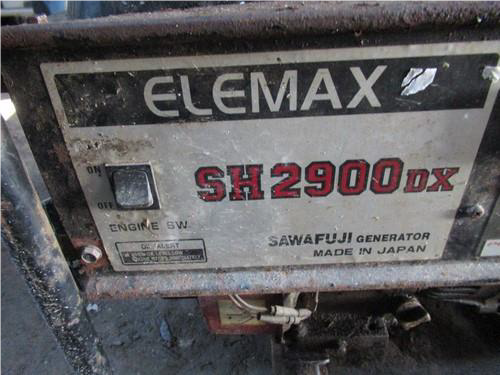 ELEMAX
SH2900DX
ON
OFF
ENGINE SW
OIL ALERT
SAWAFUJI GENERATOR
MADE IN JAPAN